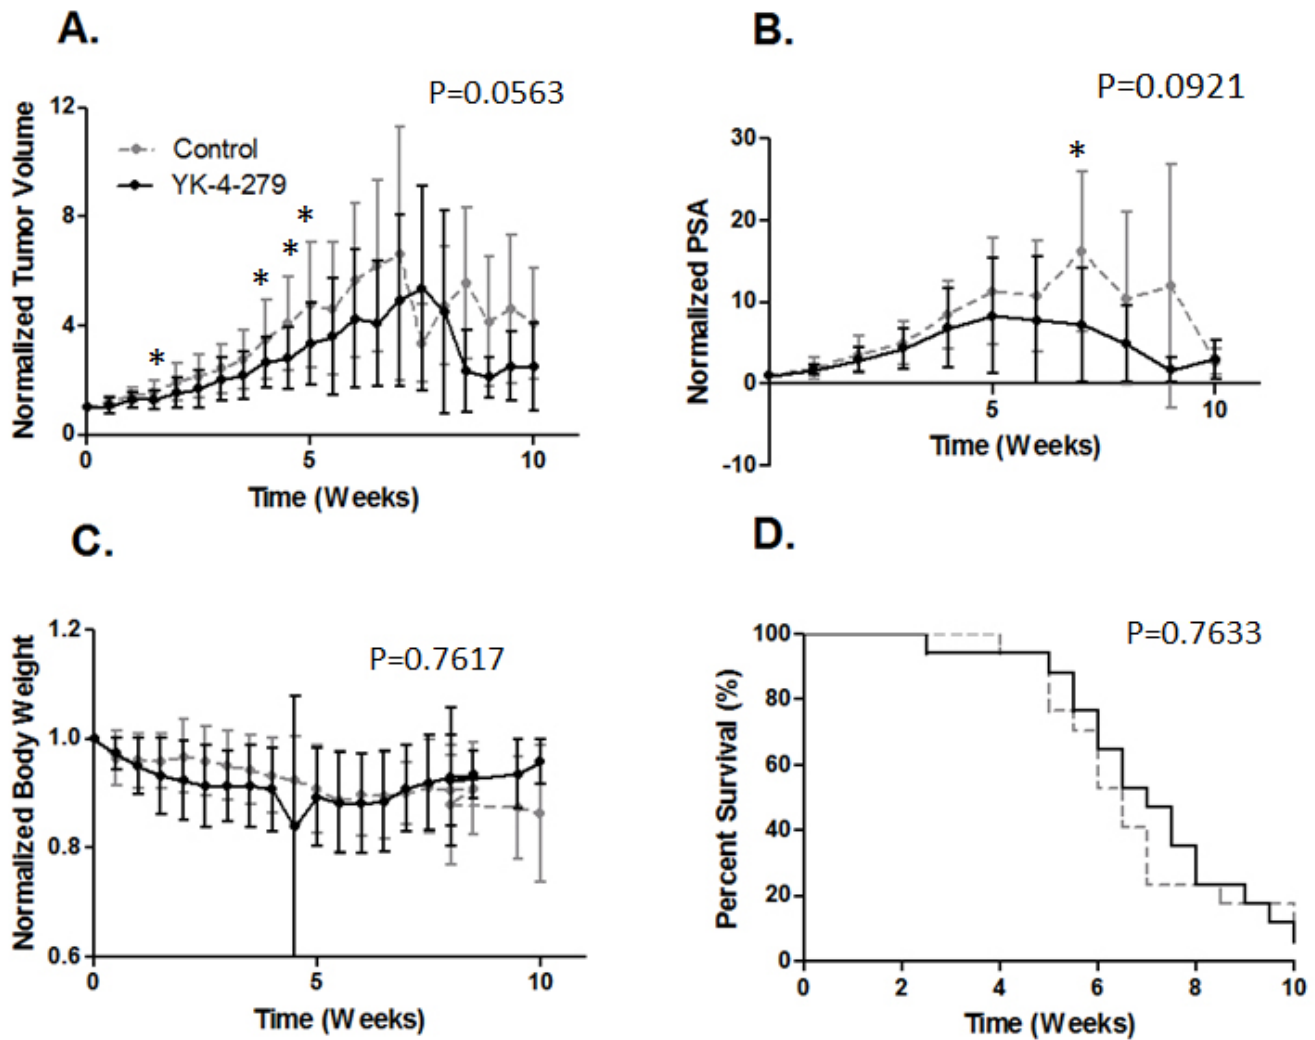 A.
P=0.0563
12
8
4
0
Normalized Tumor Volume
Control
YK-4-279
*
*
*
*
0
5
10
Time (Weeks)
B.
P=0.0921
30
20
10
0
-10
Normalized PSA
*
5
10
Time (Weeks)
C.
P=0.7617
1.2
1.0
0.8
0.6
Normalized Body Weight
0
5
10
Time (Weeks)
D.
P=0.7633
100
80
60
40
20
0
Percent Survival (%)
0
2
4
6
8
10
Time (Weeks)